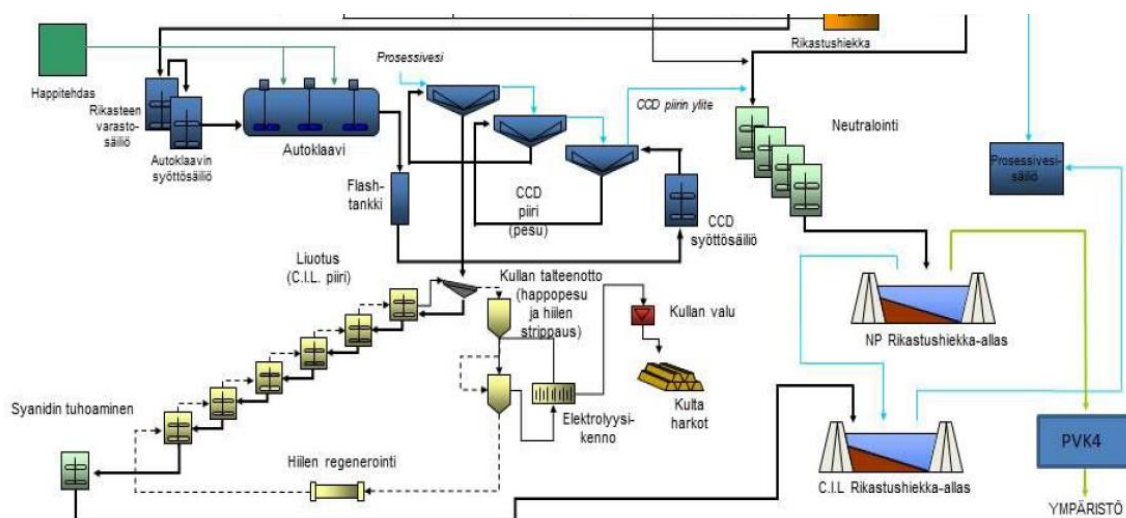 Rikastushiekka
Happitehdas
Prosessivesi
Rikasteen
varasto-
säiliö
Autoklaavin
syöttösäiliö
Autoklaavi
CCD piirin ylite
Neutralointi
Prosessivesi-
säiliö
Flash-
tankki
CCD
piiri
(pesu)
CCD
syöttösäiliö
Liuotus
(C.I.L. piiri)
Kullan talteenotto
(happopesu
ja hiilen
strippaus)
Kullan valu
NP Rikastushiekka-allas
Syanidin tuhoaminen
Elektrolyysi-
kenno
Kulta
harkot
Hiilen regenerointi
C.I.L Rikastushiekka-allas
PVK4
YMPÄRISTÖ